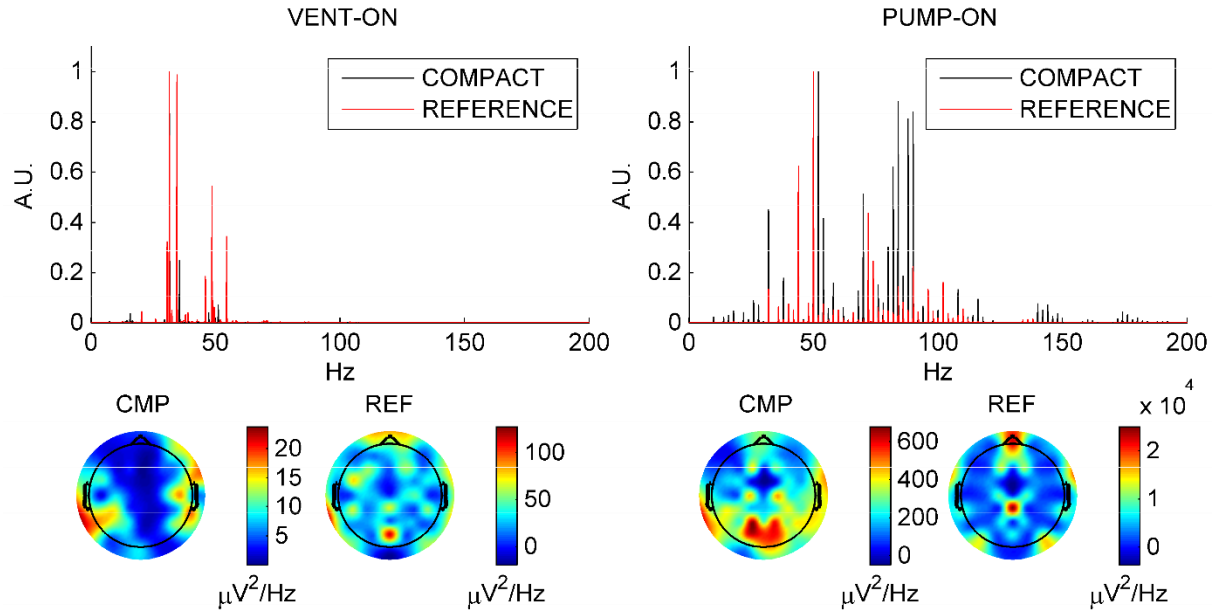 VENT-ON
PUMP-ON
1
0.8
0.6
0.4
0.2
0
A.U.
COMPACT
REFERENCE
0
50
100
150
200
Hz
1
0.8
0.6
0.4
0.2
0
A.U.
COMPACT
REFERENCE
0
50
100
150
200
Hz
CMP
20
15
10
5
μV²/Hz
REF
100
50
0
μV²/Hz
CMP
600
400
200
0
μV²/Hz
REF
x 10⁴
2
1
0
μV²/Hz